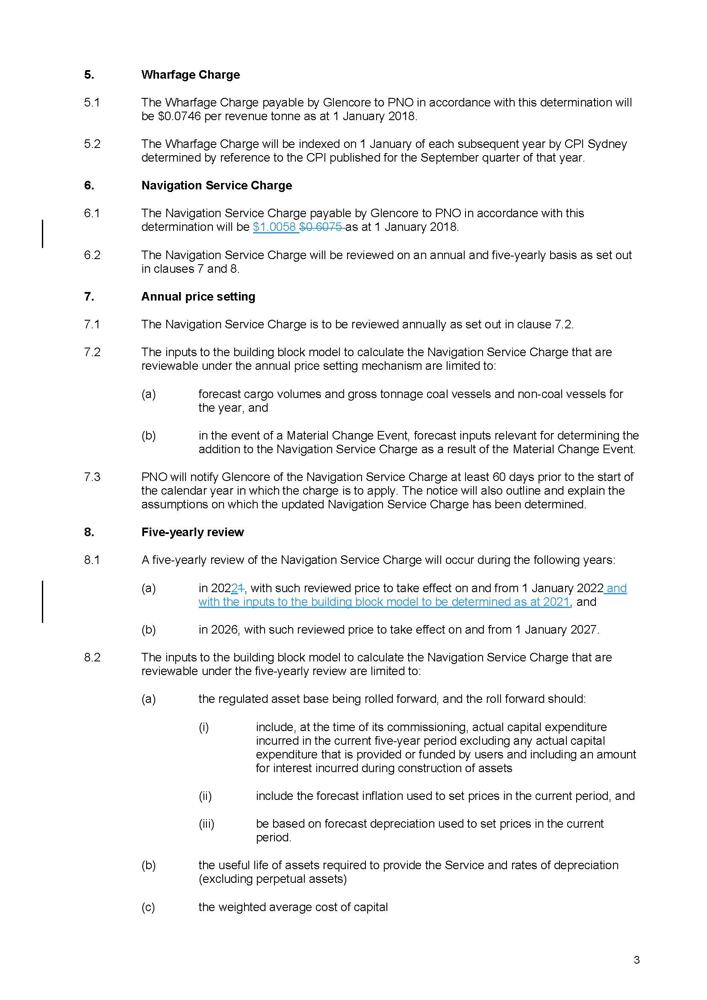 5. Wharfage Charge
5.1 The Wharfage Charge payable by Glencore to PNO in accordance with this determination will
be $0.0746 per revenue tonne as at 1 January 2018.
5.2 The Wharfage Charge will be indexed on 1 January of each subsequent year by CPI Sydney
determined by reference to the CPI published for the September quarter of that year.
6. Navigation Service Charge
6.1 The Navigation Service Charge payable by Glencore to PNO in accordance with this
determination will be $1.0058 $0.6075 as at 1 January 2018.
6.2 The Navigation Service Charge will be reviewed on an annual and five-yearly basis as set out
in clauses 7 and 8.
7. Annual price setting
7.1 The Navigation Service Charge is to be reviewed annually as set out in clause 7.2.
7.2 The inputs to the building block model to calculate the Navigation Service Charge that are
reviewable under the annual price setting mechanism are limited to:
(a) forecast cargo volumes and gross tonnage coal vessels and non-coal vessels for
the year, and
(b) in the event of a Material Change Event, forecast inputs relevant for determining the
addition to the Navigation Service Charge as a result of the Material Change Event.
7.3 PNO will notify Glencore of the Navigation Service Charge at least 60 days prior to the start of
the calendar year in which the charge is to apply. The notice will also outline and explain the
assumptions on which the updated Navigation Service Charge has been determined.
8. Five-yearly review
8.1 A five-yearly review of the Navigation Service Charge will occur during the following years:
(a) in 20221, with such reviewed price to take effect on and from 1 January 2022 and
with the inputs to the building block model to be determined as at 2021, and
(b) in 2026, with such reviewed price to take effect on and from 1 January 2027.
8.2 The inputs to the building block model to calculate the Navigation Service Charge that are
reviewable under the five-yearly review are limited to:
(a) the regulated asset base being rolled forward, and the roll forward should:
(i) include, at the time of its commissioning, actual capital expenditure
incurred in the current five-year period excluding any actual capital
expenditure that is provided or funded by users and including an amount
for interest incurred during construction of assets
(ii) include the forecast inflation used to set prices in the current period, and
(iii) be based on forecast depreciation used to set prices in the current
period.
(b) the useful life of assets required to provide the Service and rates of depreciation
(excluding perpetual assets)
(c) the weighted average cost of capital
3